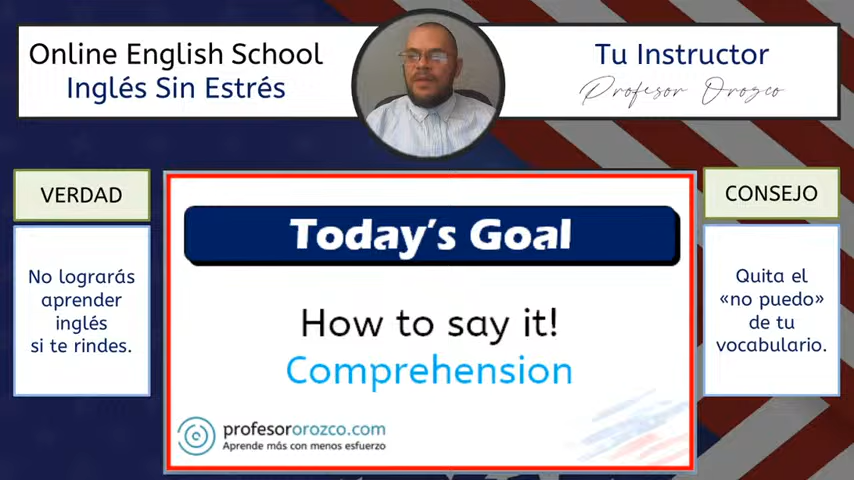 Online English School
Inglés Sin Estrés
Tu Instructor
Profesor Orozco
VERDAD
No lograrás
aprender
inglés
si te rindes.
Today's Goal
How to say it!
Comprehension
profesororozco.com
Aprende más con menos esfuerzo
CONSEJO
Quita el
«no puedo»
de tu
vocabulario.